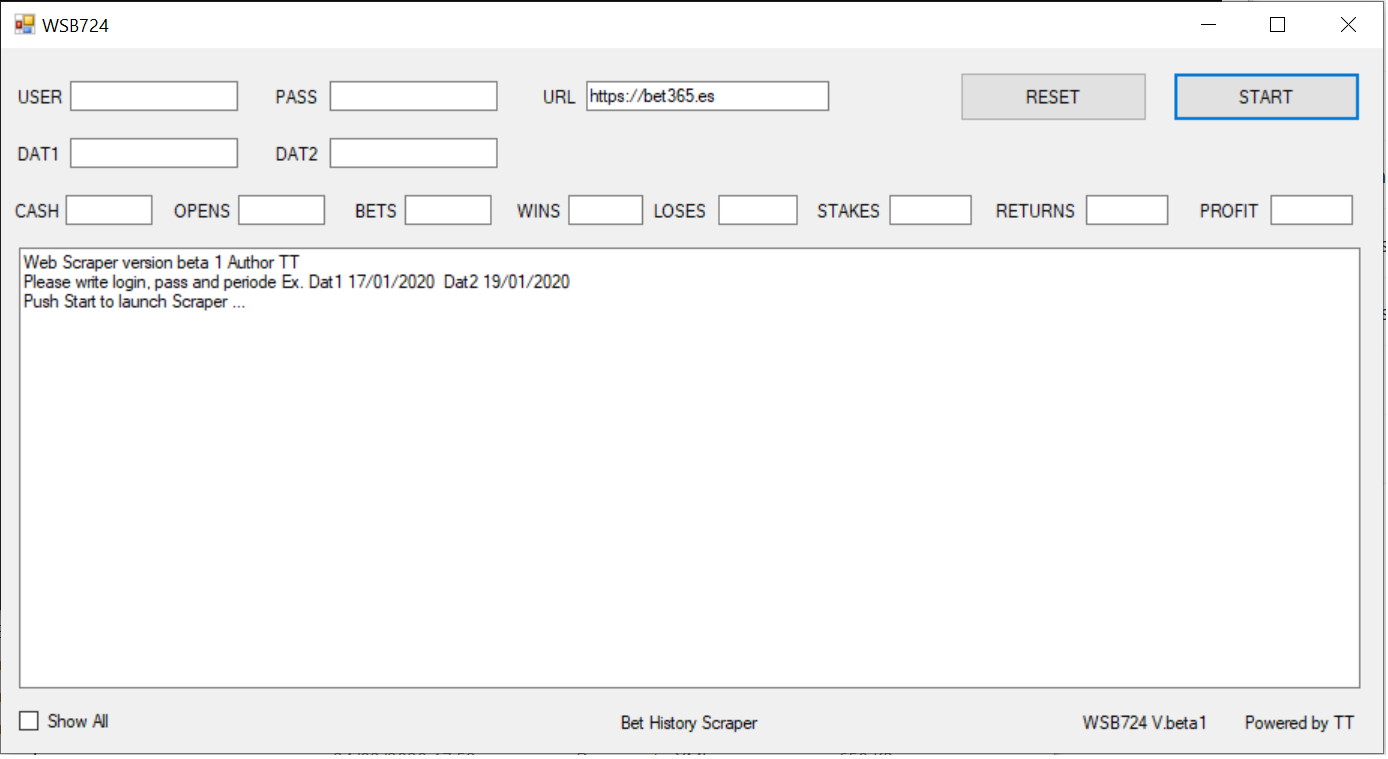 WSB724
USER PASS URL https://bet365.es RESET START
DAT1 DAT2
CASH OPENS BETS WINS LOSES STAKES RETURNS PROFIT
Web Scraper version beta 1 Author TT
Please write login, pass and periode Ex. Dat1 17/01/2020 Dat2 19/01/2020
Push Start to launch Scraper ...
Show All Bet History Scraper WSB724 V.beta1 Powered by TT